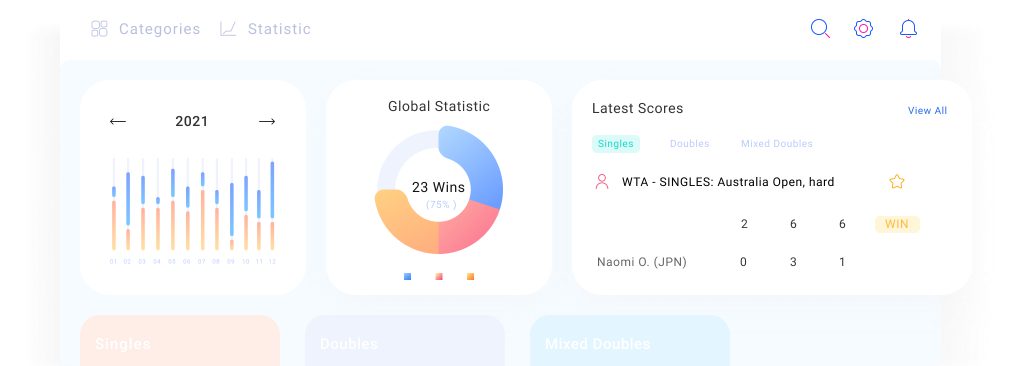 Categories Statistic
2021
01 02 03 04 05 06 07 08 09 10 11 12
Global Statistic
23 Wins
(75% )
Latest Scores
View All
Singles Doubles Mixed Doubles
WTA - SINGLES: Australia Open, hard
2 6 6 WIN
Naomi O. (JPN) 0 3 1
Singles Doubles Mixed Doubles